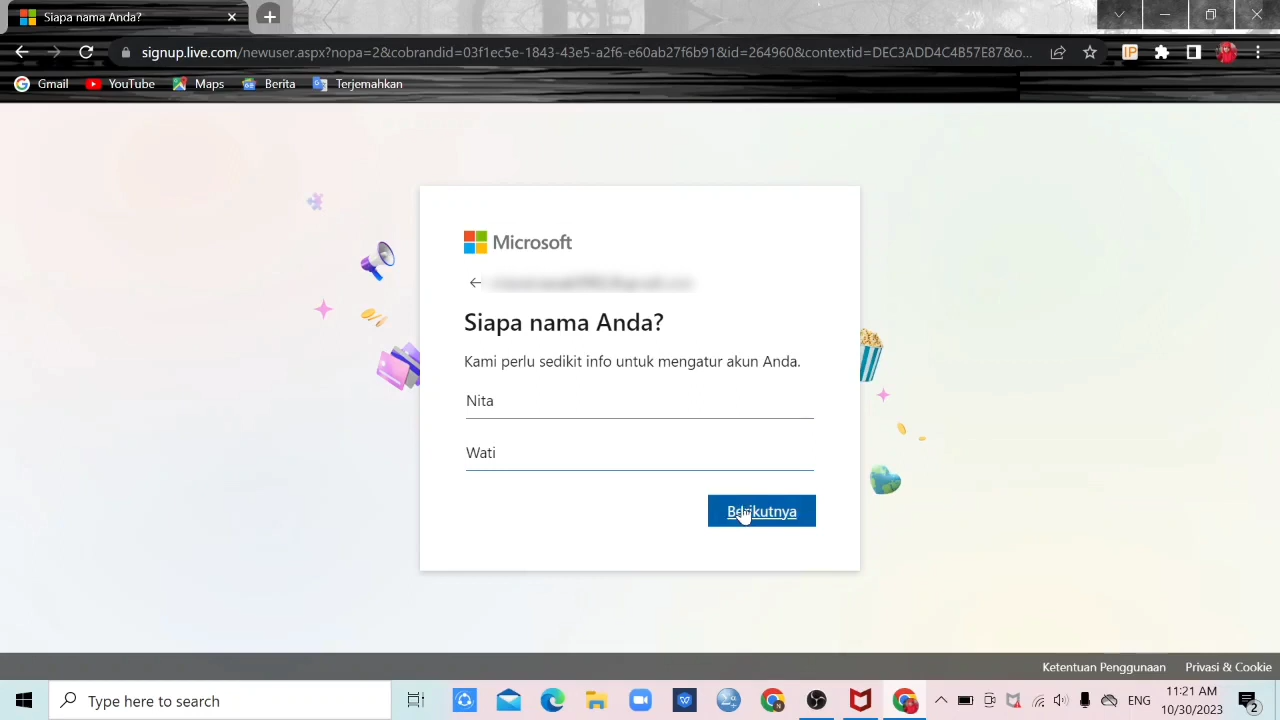 Siapa nama Anda?
signup.live.com/newuser.aspx?nopa=2&cobrandid=03f1ec5e-1843-43e5-a2f6-e60ab27f6b91&id=264960&contextid=DEC3ADD4C4B57E87&o...
IP
Gmail
YouTube
Maps
Berita
Terjemahkan
Microsoft
Siapa nama Anda?
Kami perlu sedikit info untuk mengatur akun Anda.
Nita
Wati
Berikutnya
Ketentuan Penggunaan
Privasi & Cookie
Type here to search
ENG
11:21 AM
10/30/2023
2